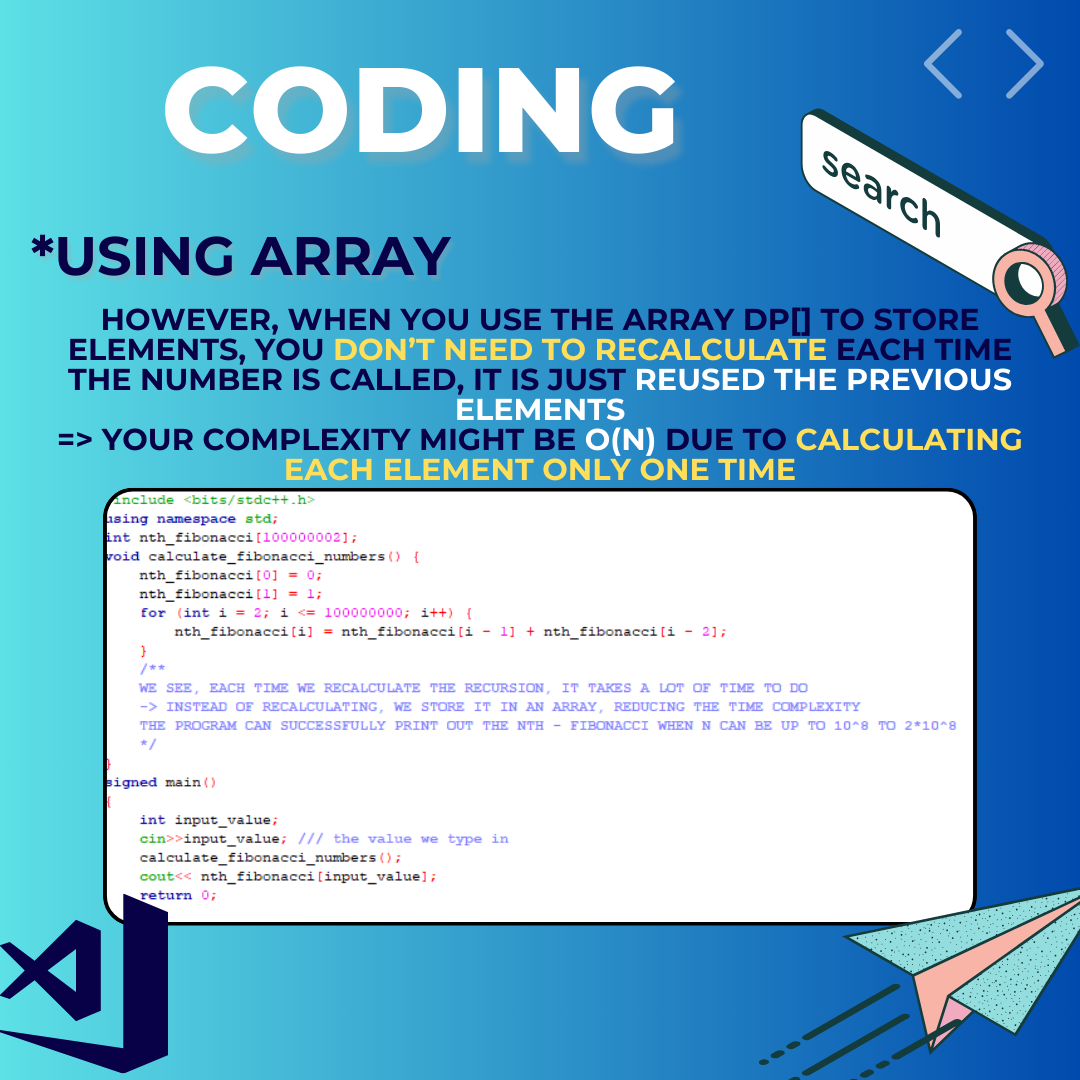 CODING
search
*USING ARRAY
HOWEVER, WHEN YOU USE THE ARRAY DP[] TO STORE
ELEMENTS, YOU DON'T NEED TO RECALCULATE EACH TIME
THE NUMBER IS CALLED, IT IS JUST REUSED THE PREVIOUS
ELEMENTS
=> YOUR COMPLEXITY MIGHT BE O(N) DUE TO CALCULATING
EACH ELEMENT ONLY ONE TIME
include <bits/stdc++.h>
using namespace std;
int nth_fibonacci[100000002];
void calculate_fibonacci_numbers() {
    nth_fibonacci[0] = 0;
    nth_fibonacci[1] = 1;
    for (int i = 2; i <= 100000000; i++) {
        nth_fibonacci[i] = nth_fibonacci[i - 1] + nth_fibonacci[i - 2];
    }
    /**
    WE SEE, EACH TIME WE RECALCULATE THE RECURSION, IT TAKES A LOT OF TIME TO DO
    -> INSTEAD OF RECALCULATING, WE STORE IT IN AN ARRAY, REDUCING THE TIME COMPLEXITY
    THE PROGRAM CAN SUCCESSFULLY PRINT OUT THE NTH - FIBONACCI WHEN N CAN BE UP TO 10^8 TO 2*10^8
    */
}
signed main()
{
    int input_value;
    cin>>input_value; /// the value we type in
    calculate_fibonacci_numbers();
    cout<< nth_fibonacci[input_value];
    return 0;